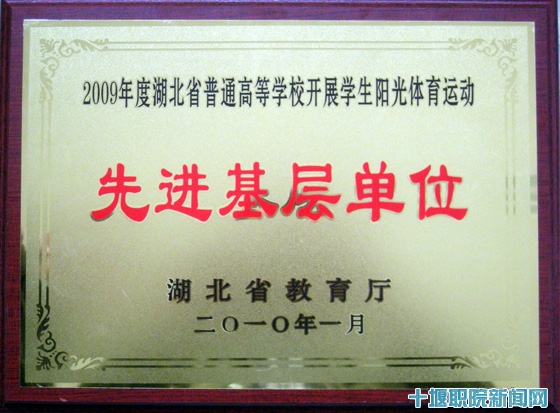 2009年度湖北省普通高等学校开展学生阳光体育运动
先进基层单位
湖北省教育厅
二〇一〇年一月
十堰职院新闻网